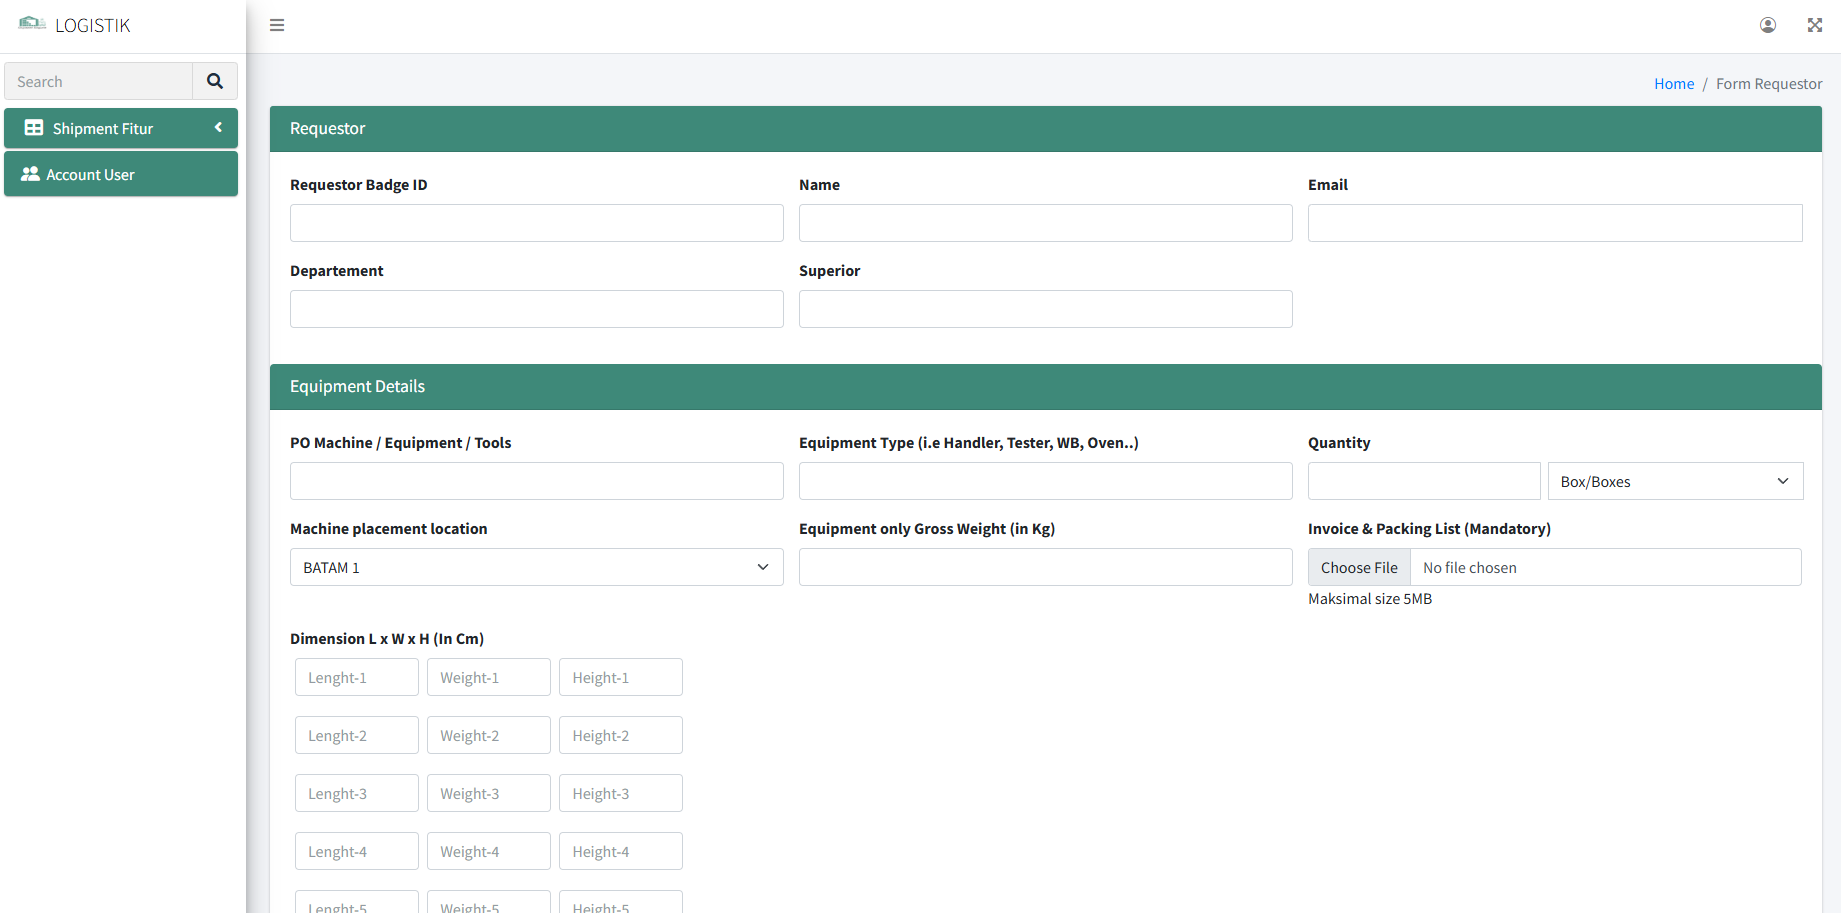 LOGISTIK
Search
Shipment Fitur
Account User
Home / Form Requestor
Requestor
Requestor Badge ID
Name
Email
Departement
Superior
Equipment Details
PO Machine / Equipment / Tools
Equipment Type (i.e Handler, Tester, WB, Oven..)
Quantity
Box/Boxes
Machine placement location
Equipment only Gross Weight (in Kg)
Invoice & Packing List (Mandatory)
BATAM 1
Choose File No file chosen
Maksimal size 5MB
Dimension L x W x H (In Cm)
Lenght-1 Weight-1 Height-1
Lenght-2 Weight-2 Height-2
Lenght-3 Weight-3 Height-3
Lenght-4 Weight-4 Height-4
Lenght-5 Weight-5 Height-5